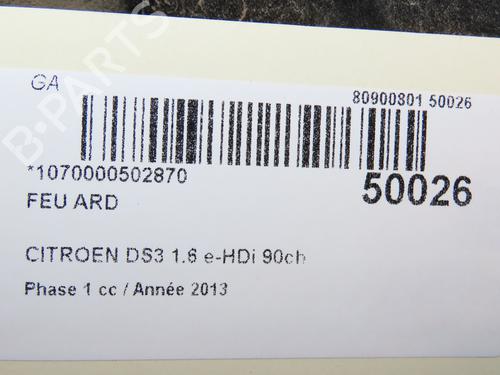 B-PARTS
GA
80900801 50026
*1070000502870
50026
FEU ARD
CITROEN DS3 1.6 e-HDi 90ch
Phase 1 cc / Année 2013